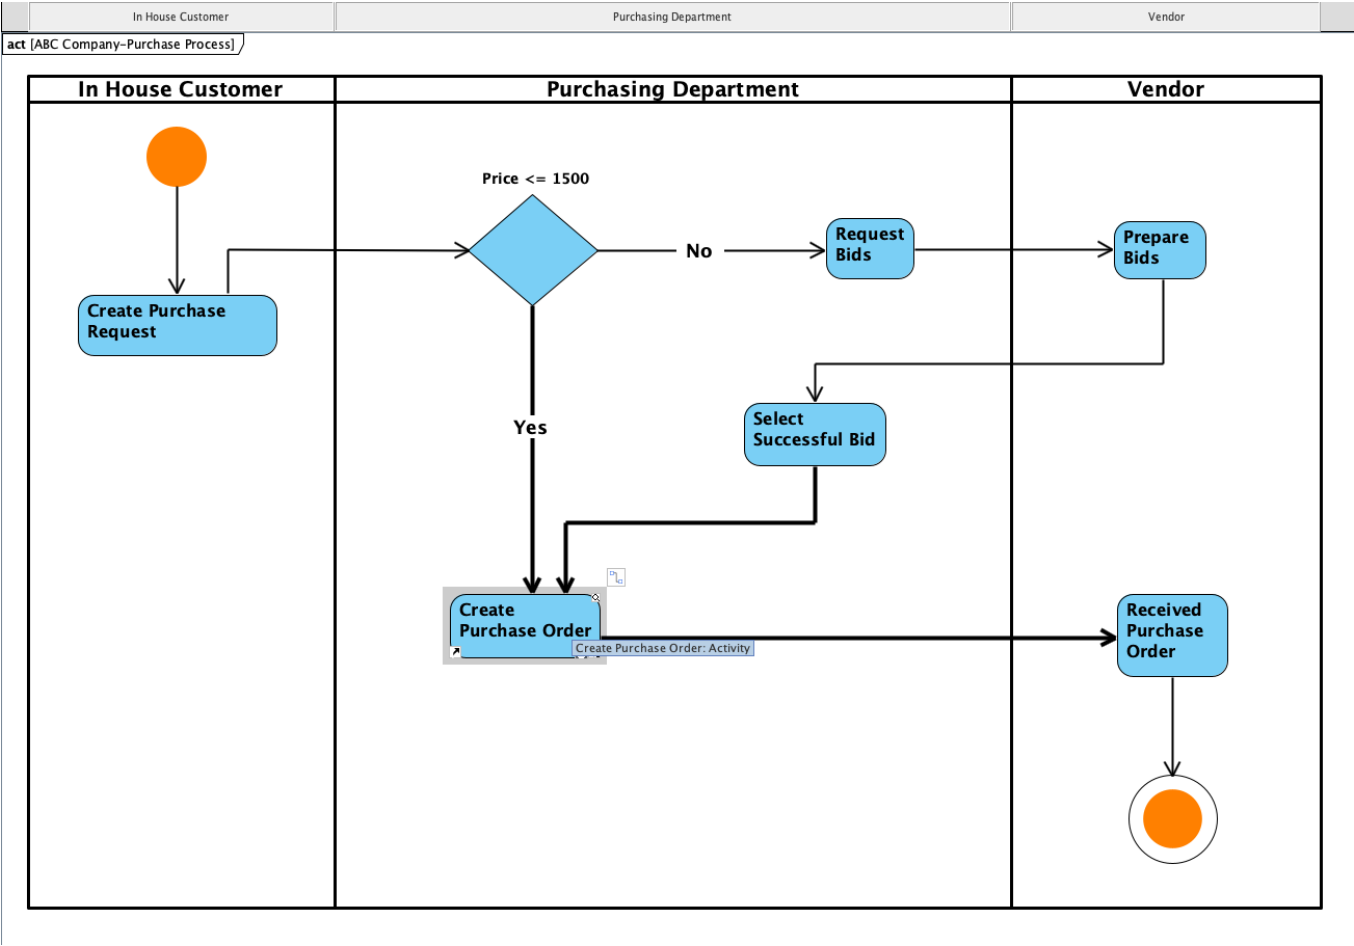 In House Customer
Purchasing Department
Vendor
act [ABC Company-Purchase Process]
In House Customer
Purchasing Department
Vendor
Price <= 1500
No
Request
Bids
Prepare
Bids
Create Purchase
Request
Yes
Select
Successful Bid
Create
Purchase Order
Create Purchase Order: Activity
Received
Purchase
Order